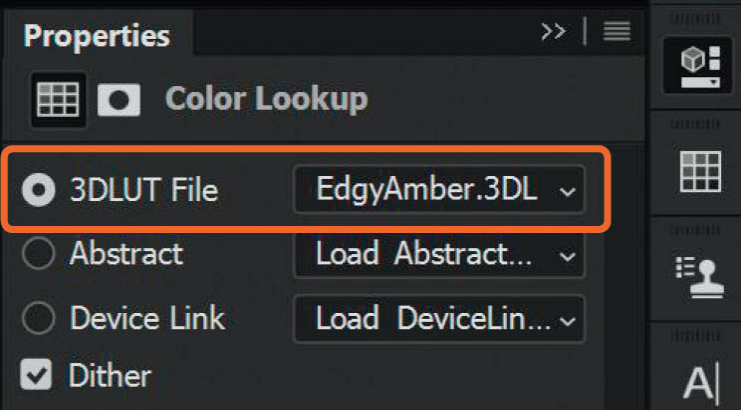 Properties
Color Lookup
3DLUT File EdgyAmber.3DL
Abstract Load Abstract...
Device Link Load DeviceLin...
Dither
A